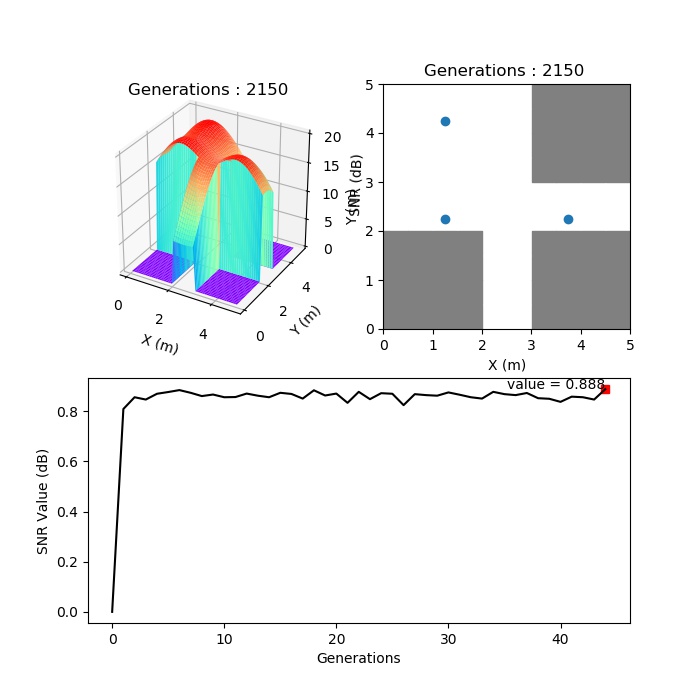 Generations : 2150
20
15
10
5
0
SNR (dB)
0
2
4
X (m)
0
2
4
Y (m)
Generations : 2150
5
4
3
2
1
0
Y (m)
0 1 2 3 4 5
X (m)
value = 0.888
0.8
0.6
0.4
0.2
0.0
SNR Value (dB)
0 10 20 30 40
Generations